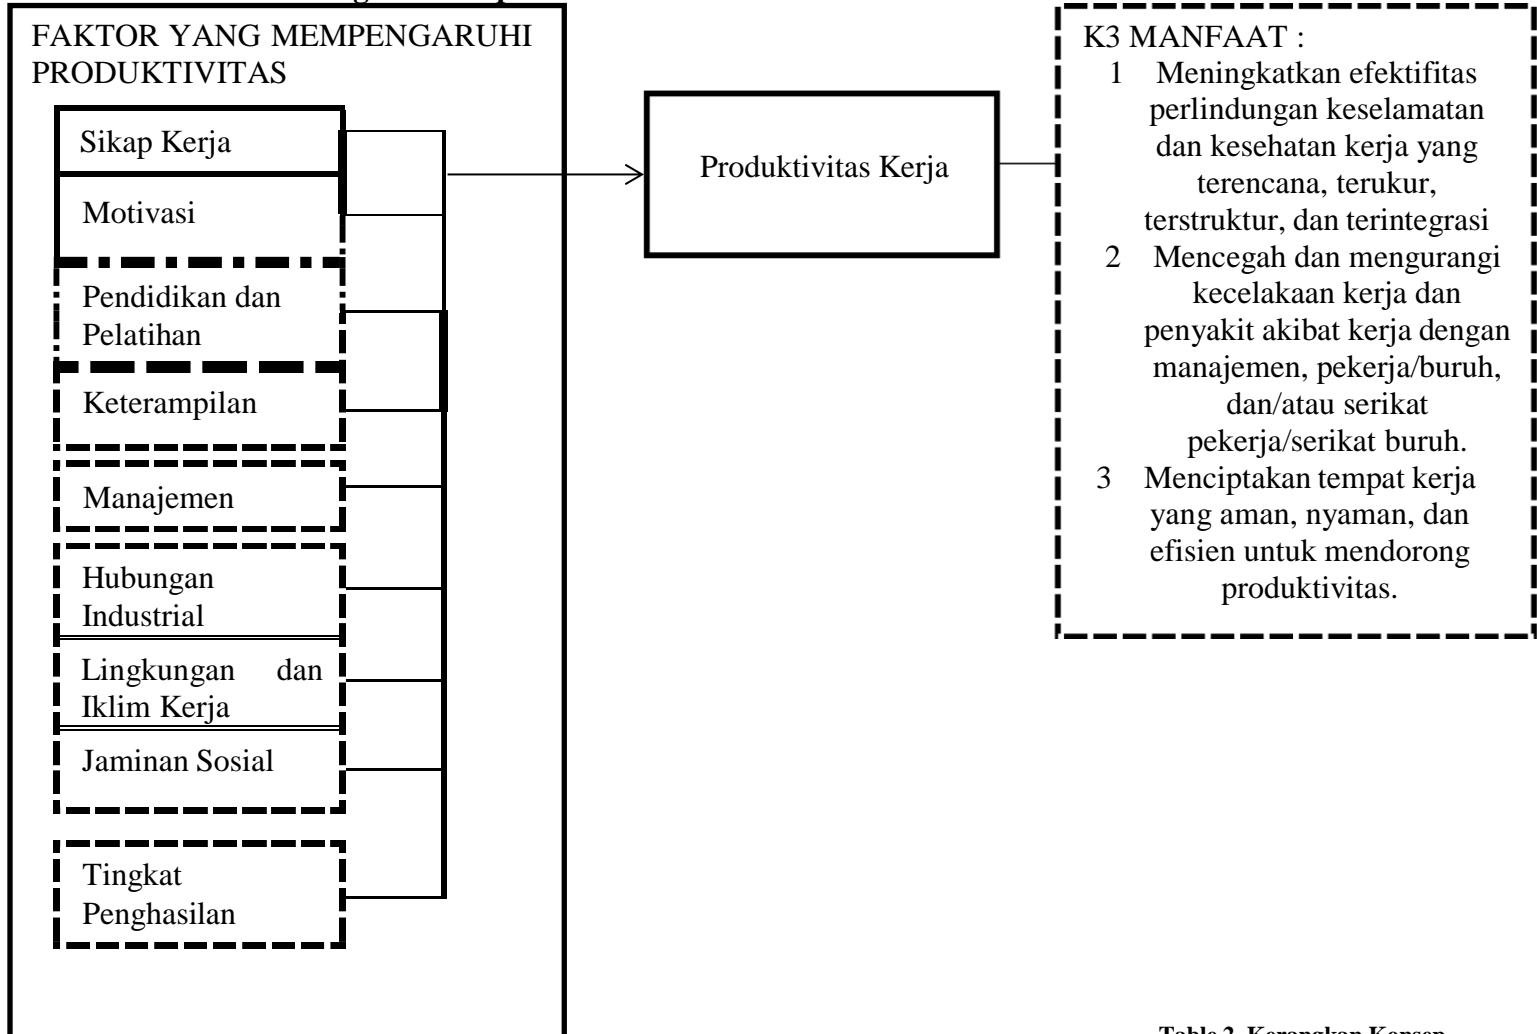 FAKTOR YANG MEMPENGARUHI
PRODUKTIVITAS
Sikap Kerja
Motivasi
Pendidikan dan
Pelatihan
Keterampilan
Manajemen
Hubungan
Industrial
Lingkungan dan
Iklim Kerja
Jaminan Sosial
Tingkat
Penghasilan
Produktivitas Kerja
K3 MANFAAT :
1 Meningkatkan efektifitas
perlindungan keselamatan
dan kesehatan kerja yang
terencana, terukur,
terstruktur, dan terintegrasi
2 Mencegah dan mengurangi
kecelakaan kerja dan
penyakit akibat kerja dengan
manajemen, pekerja/buruh,
dan/atau serikat
pekerja/serikat buruh.
3 Menciptakan tempat kerja
yang aman, nyaman, dan
efisien untuk mendorong
produktivitas.
Table 2. Kerangkan Konsep